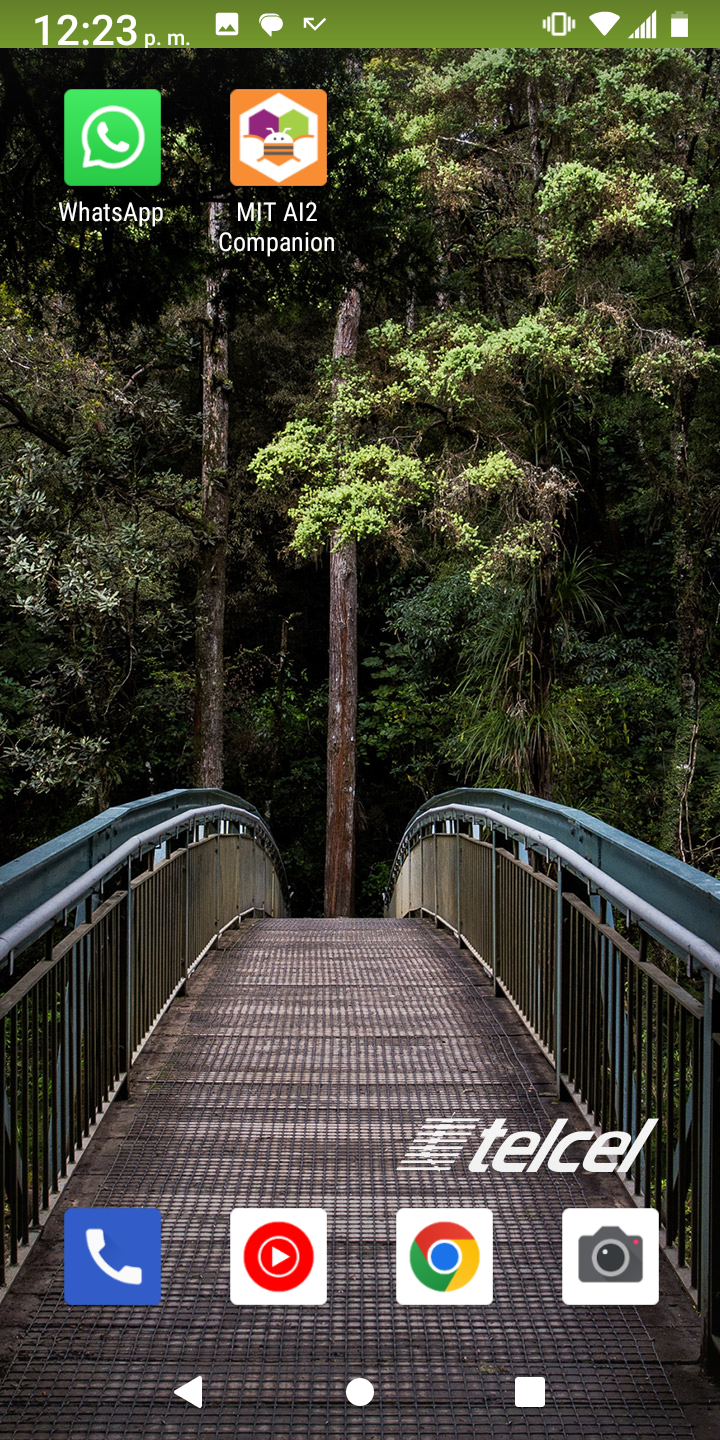 12:23 p. m.
WhatsApp
MIT AI2
Companion
telcel